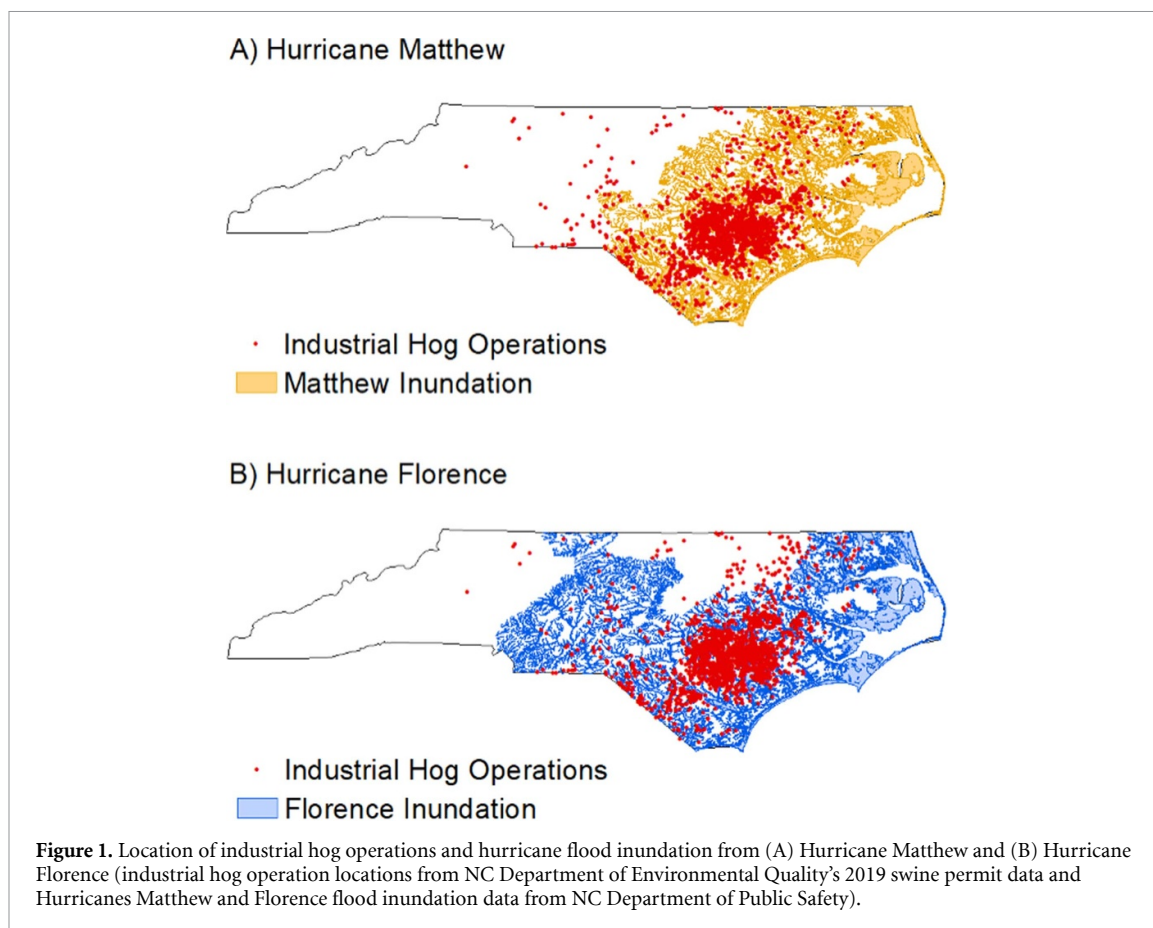 A) Hurricane Matthew
Industrial Hog Operations
Matthew Inundation
B) Hurricane Florence
Industrial Hog Operations
Florence Inundation
Figure 1. Location of industrial hog operations and hurricane flood inundation from (A) Hurricane Matthew and (B) Hurricane
Florence (industrial hog operation locations from NC Department of Environmental Quality’s 2019 swine permit data and
Hurricanes Matthew and Florence flood inundation data from NC Department of Public Safety).